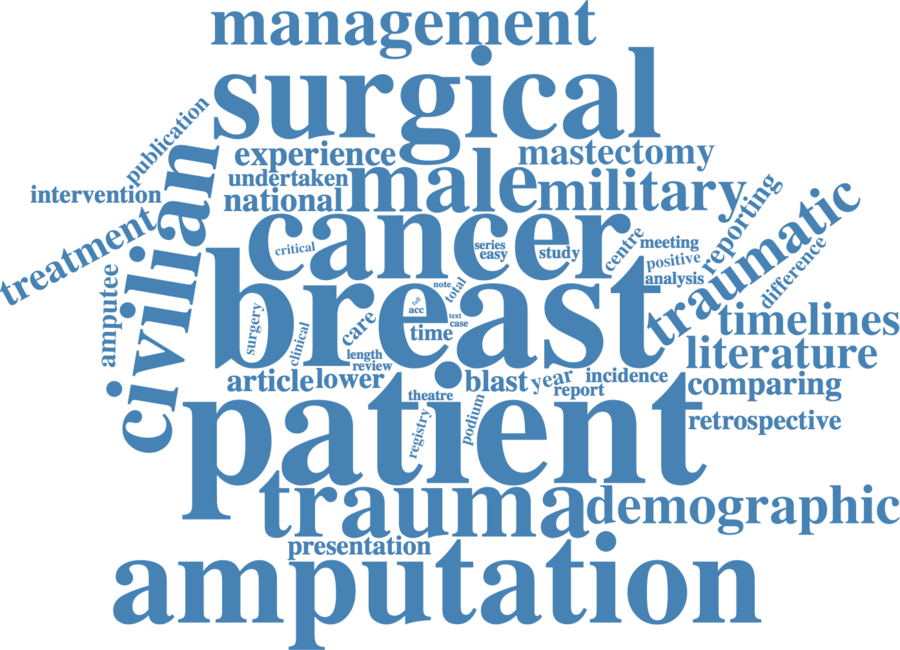 management
surgical
publication
experience
mastectomy
undertaken
male
military
intervention
national
civilian
cancer
reporting
traumatic
treatment
critical
series
easy
study
centre
meeting
positive
analysis
difference
amputee
breast
surgery
clinical
care
note
total
full
acc
text
case
time
timelines
length
review
literature
article
lower
blast
year
incidence
report
comparing
theatre
patient
podium
registry
retrospective
trauma
demographic
presentation
amputation